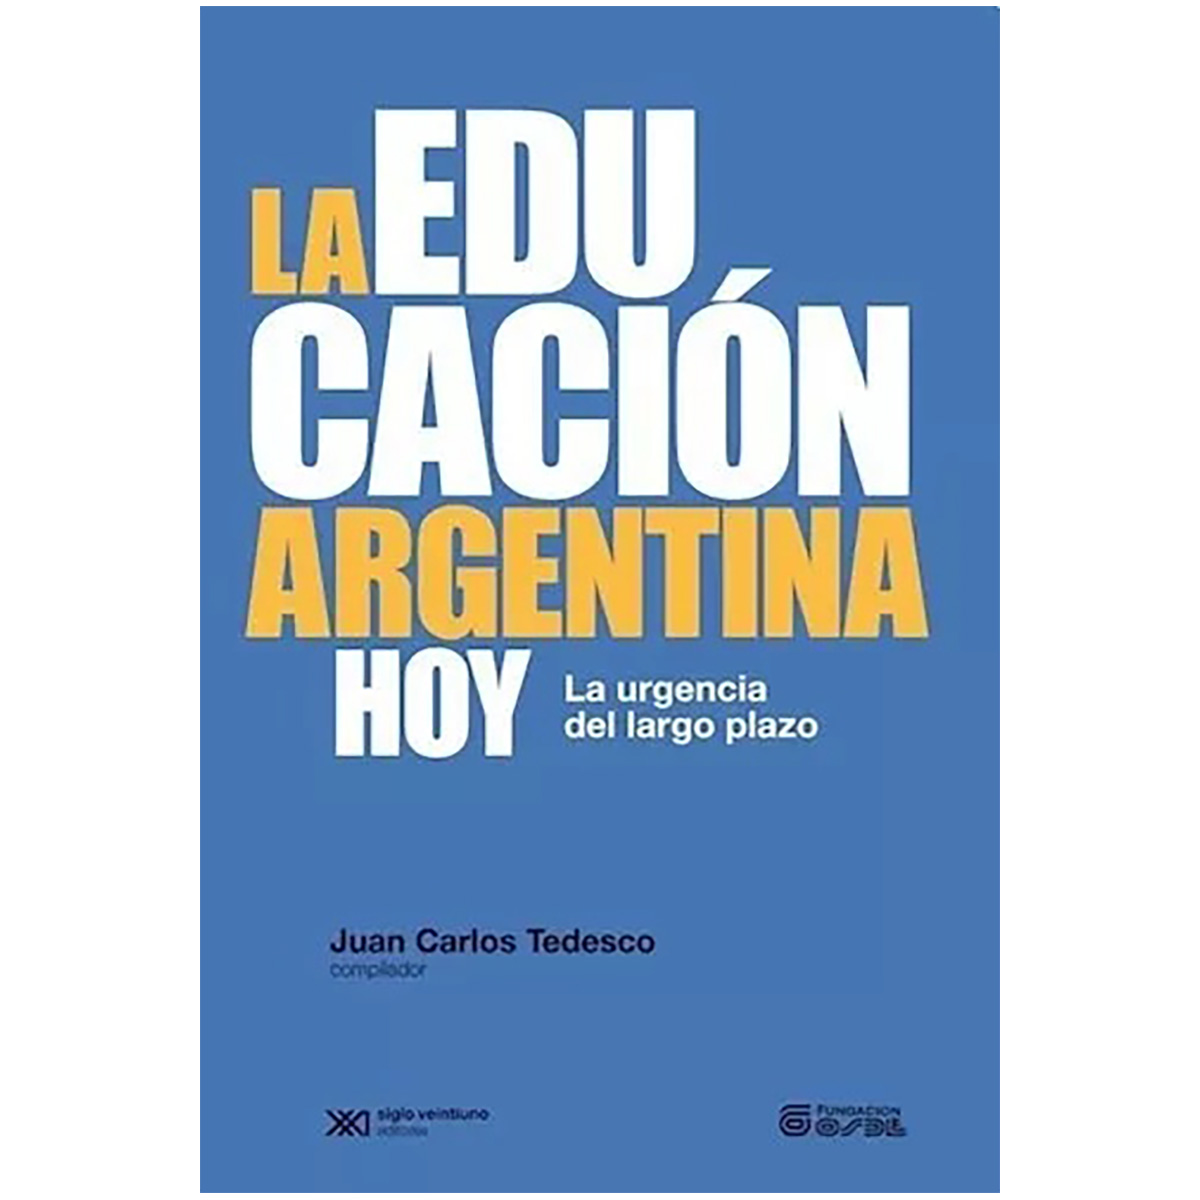 LA EDU
CACIÓN
ARGENTINA
HOY
La urgencia
del largo plazo
Juan Carlos Tedesco
compilador
siglo veintiuno
editores
FUNDACION
OSDE